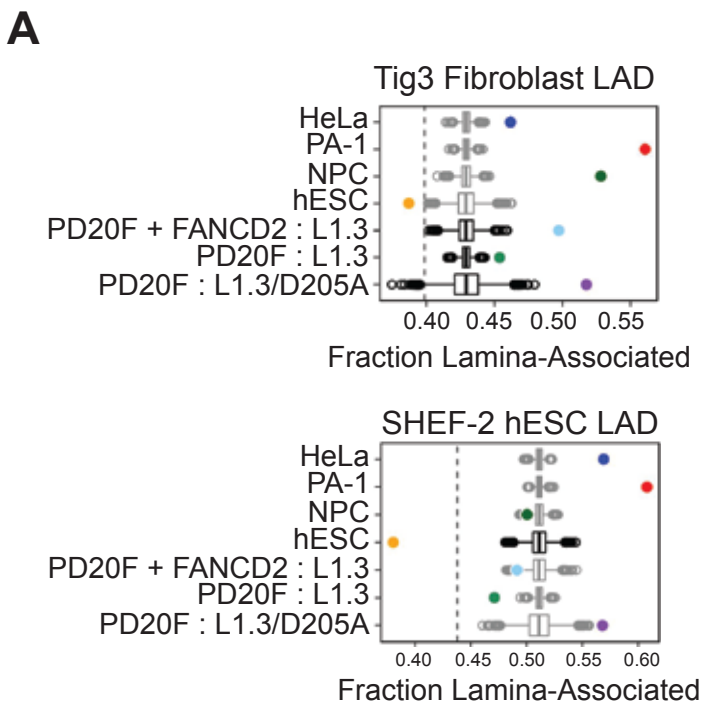 A
Tig3 Fibroblast LAD
HeLa
PA-1
NPC
hESC
PD20F + FANCD2 : L1.3
PD20F : L1.3
PD20F : L1.3/D205A
0.40 0.45 0.50 0.55
Fraction Lamina-Associated
SHEF-2 hESC LAD
HeLa
PA-1
NPC
hESC
PD20F + FANCD2 : L1.3
PD20F : L1.3
PD20F : L1.3/D205A
0.40 0.45 0.50 0.55 0.60
Fraction Lamina-Associated